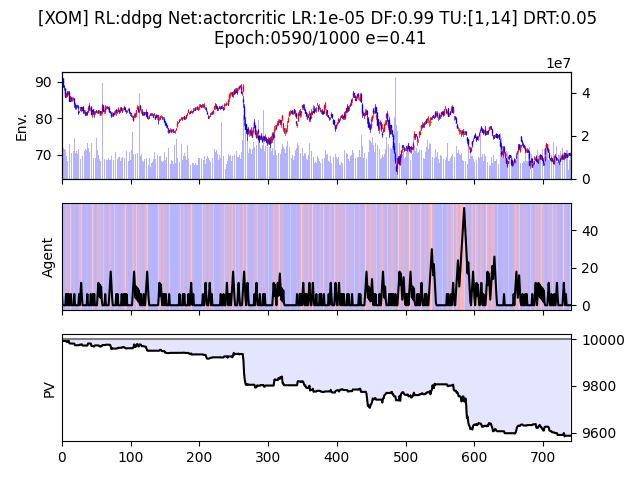 [XOM] RL:ddpg Net:actorcritic LR:1e-05 DF:0.99 TU:[1,14] DRT:0.05
Epoch:0590/1000 e=0.41
1e7
Env.
90
80
70
4
2
0
Agent
40
20
0
PV
10000
9800
9600
0 100 200 300 400 500 600 700